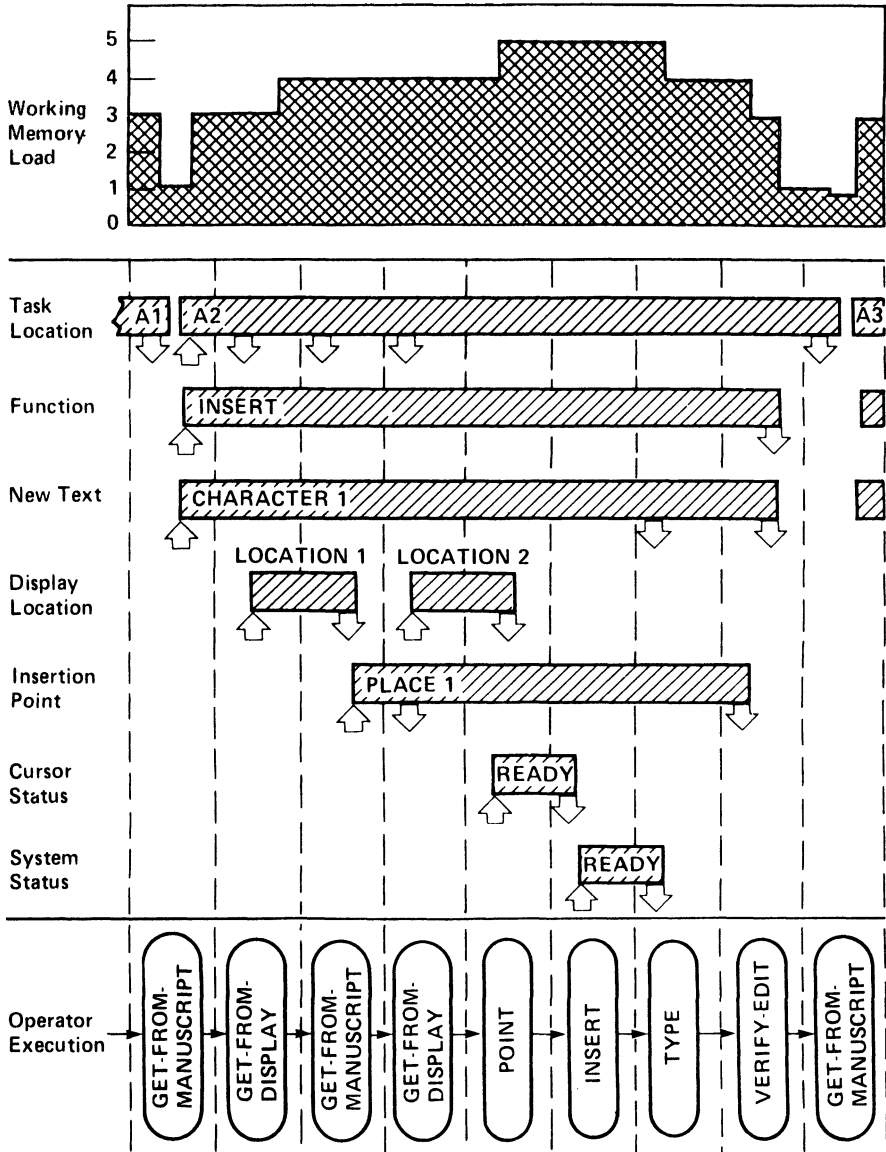 5
4
Working
Memory
Load
3
2
1
0
Task
Location
A1
A2
A3
Function
INSERT
New Text
CHARACTER 1
LOCATION 1
LOCATION 2
Display
Location
Insertion
Point
PLACE 1
Cursor
Status
READY
System
Status
READY
Operator
Execution
GET-FROM-
MANUSCRIPT
GET-FROM-
DISPLAY
GET-FROM-
MANUSCRIPT
GET-FROM-
DISPLAY
POINT
INSERT
TYPE
VERIFY-EDIT
GET-FROM-
MANUSCRIPT